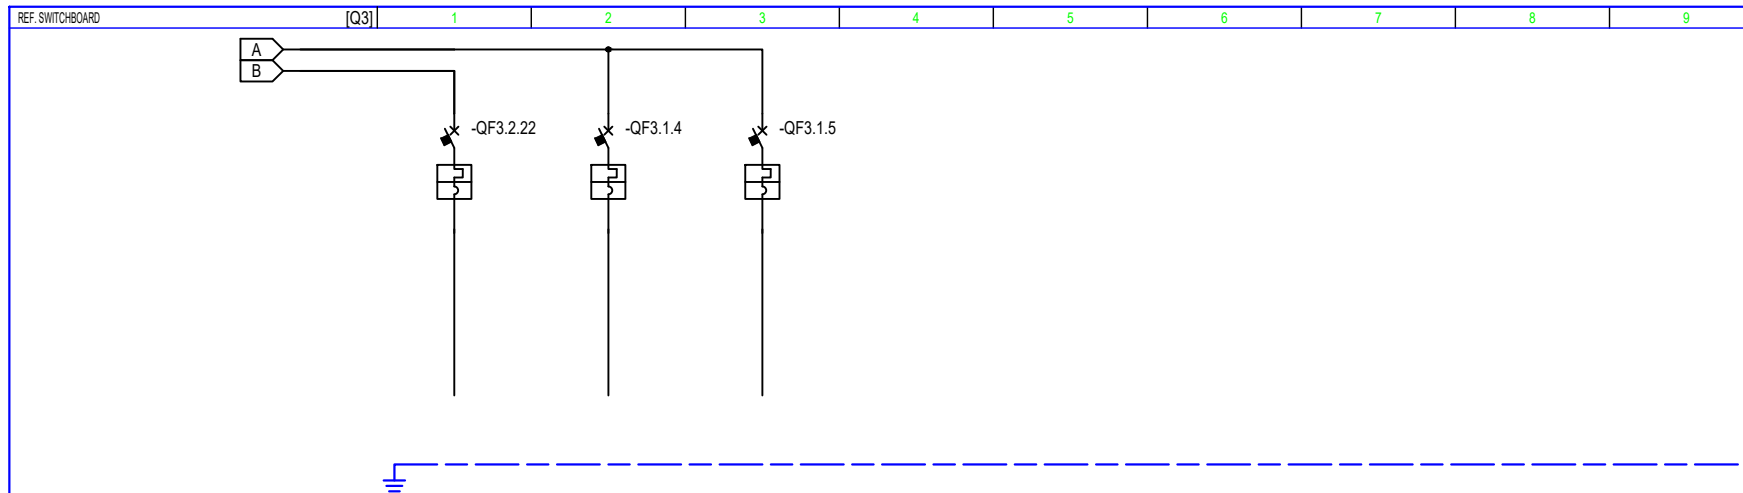 REF. SWITCHBOARD [Q3] 1 2 3 4 5 6 7 8 9
A
B
-QF3.2.22 -QF3.1.4 -QF3.1.5